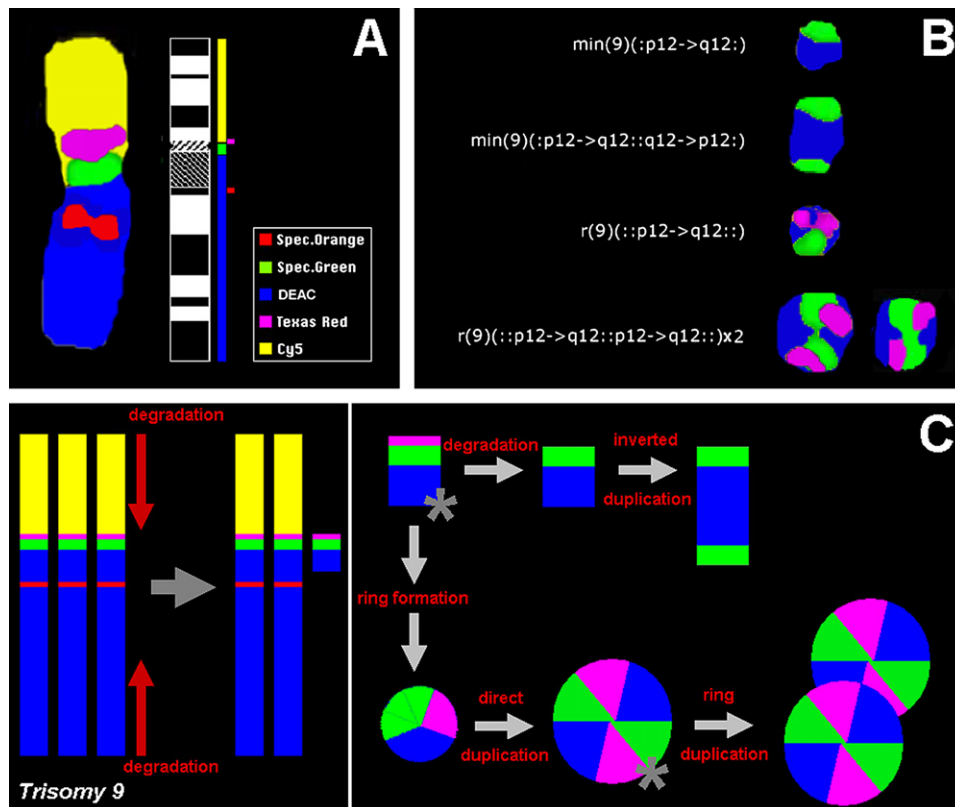 A
Spec.Orange
Spec.Green
DEAC
Texas Red
Cy5
B
min(9)(:p12->q12:)
min(9)(:p12->q12::q12->p12:)
r(9)(::p12->q12::)
r(9)(::p12->q12::p12->q12::)x2
degradation
degradation
Trisomy 9
C
degradation
inverted
duplication
*
ring formation
direct
duplication
*
ring
duplication